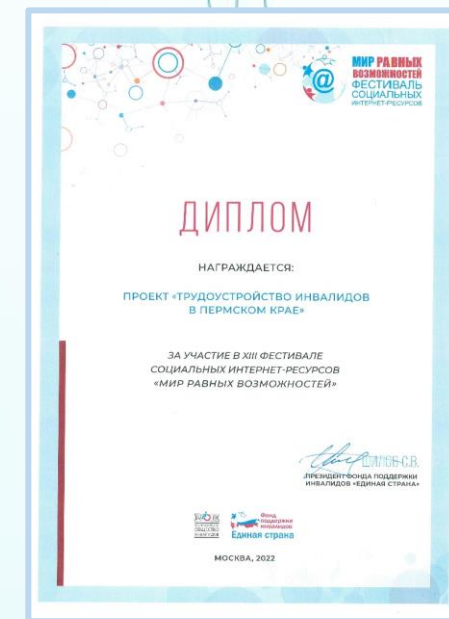 МИР РАВНЫХ
ВОЗМОЖНОСТЕЙ
ФЕСТИВАЛЬ
СОЦИАЛЬНЫХ
ИНТЕРНЕТ-РЕСУРСОВ
@
ДИПЛОМ
НАГРАЖДАЕТСЯ:
ПРОЕКТ «ТРУДОУСТРОЙСТВО ИНВАЛИДОВ
В ПЕРМСКОМ КРАЕ»
ЗА УЧАСТИЕ В XIII ФЕСТИВАЛЕ
СОЦИАЛЬНЫХ ИНТЕРНЕТ-РЕСУРСОВ
«МИР РАВНЫХ ВОЗМОЖНОСТЕЙ»
ШИЛОВ С.В.
ПРЕЗИДЕНТ ФОНДА ПОДДЕРЖКИ
ИНВАЛИДОВ «ЕДИНАЯ СТРАНА»
Фонд
поддержки
инвалидов
Единая страна
МОСКВА, 2022